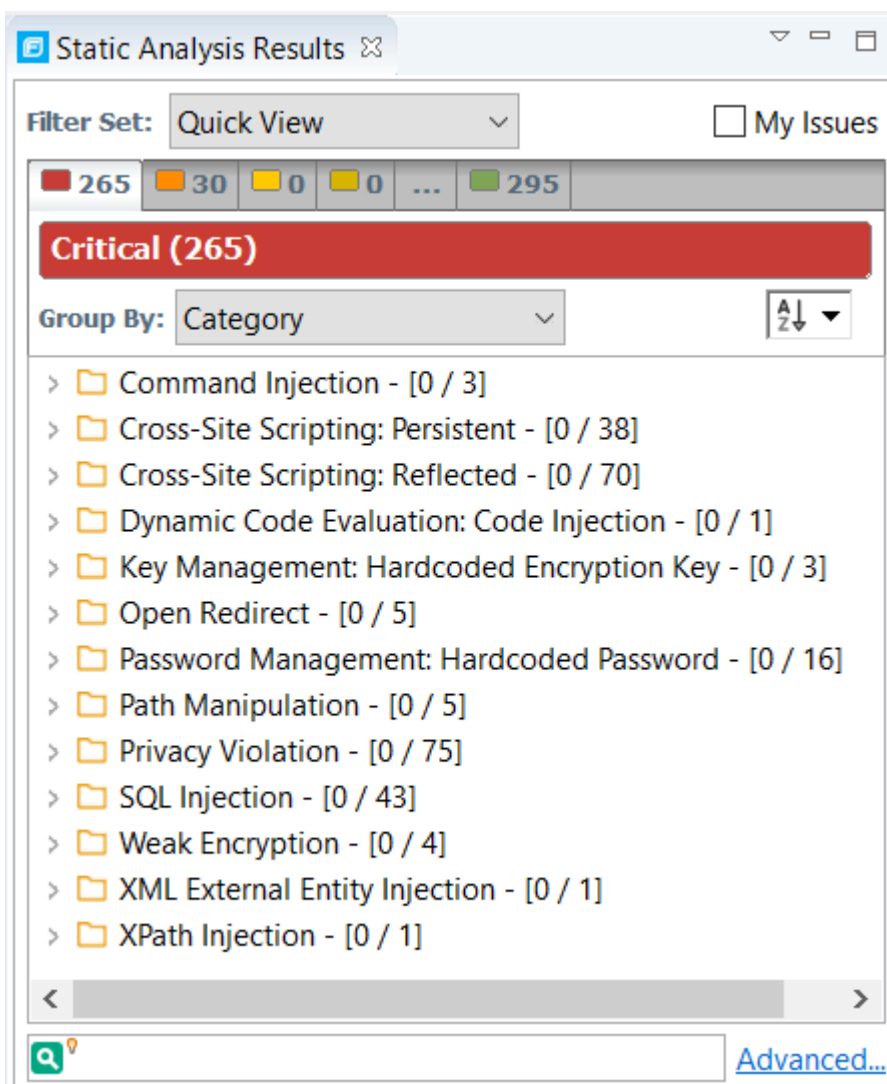 Static Analysis Results
Filter Set: Quick View My Issues
265 30 0 0 ... 295
Critical (265)
Group By: Category
Command Injection - [0 / 3]
Cross-Site Scripting: Persistent - [0 / 38]
Cross-Site Scripting: Reflected - [0 / 70]
Dynamic Code Evaluation: Code Injection - [0 / 1]
Key Management: Hardcoded Encryption Key - [0 / 3]
Open Redirect - [0 / 5]
Password Management: Hardcoded Password - [0 / 16]
Path Manipulation - [0 / 5]
Privacy Violation - [0 / 75]
SQL Injection - [0 / 43]
Weak Encryption - [0 / 4]
XML External Entity Injection - [0 / 1]
XPath Injection - [0 / 1]
Advanced...